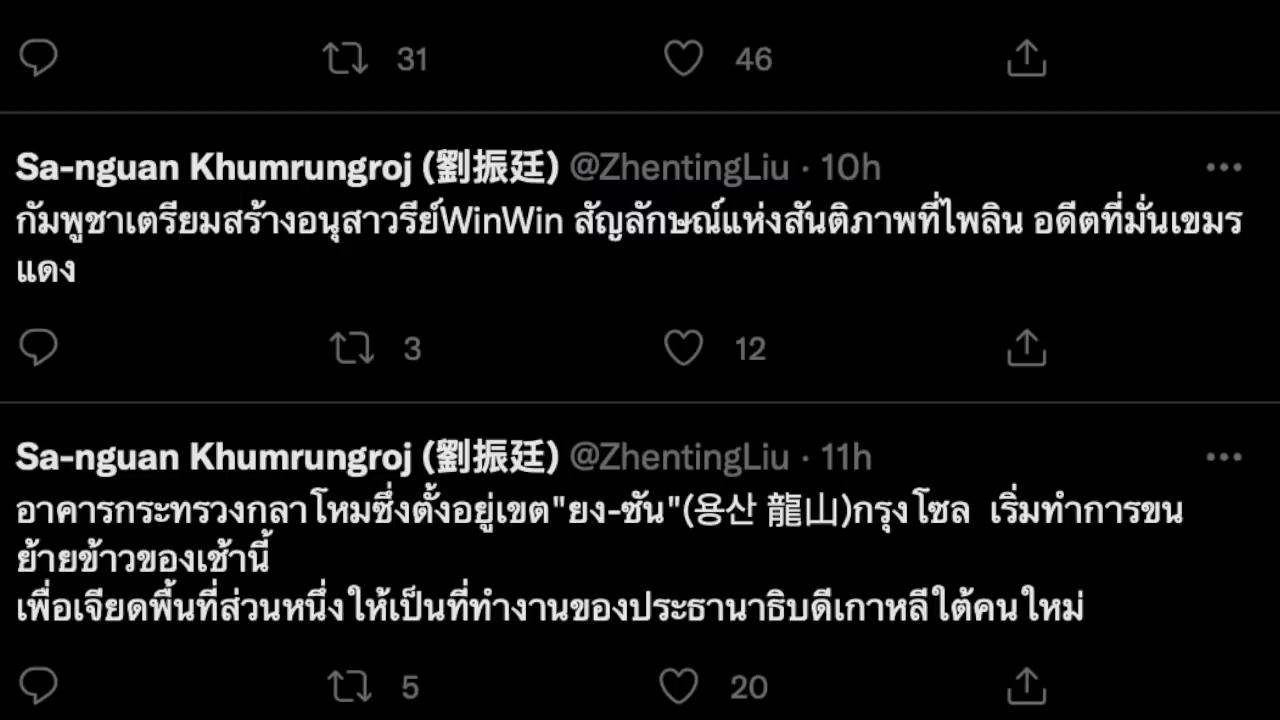 31 46
Sa-nguan Khumrungroj (劉振廷) @ZhentingLiu · 10h
กัมพูชาเตรียมสร้างอนุสาวรีย์WinWin สัญลักษณ์แห่งสันติภาพที่ไพลิน อดีตที่มั่นเขมร
แดง
3 12
Sa-nguan Khumrungroj (劉振廷) @ZhentingLiu · 11h
อาคารกระทรวงกลาโหมซึ่งตั้งอยู่เขต"ยง-ซัน"(용산 龍山)กรุงโซล เริ่มทำการขน
ย้ายข้าวของเช้านี้
เพื่อเจียดพื้นที่ส่วนหนึ่งให้เป็นที่ทำงานของประธานาธิบดีเกาหลีใต้คนใหม่
5 20